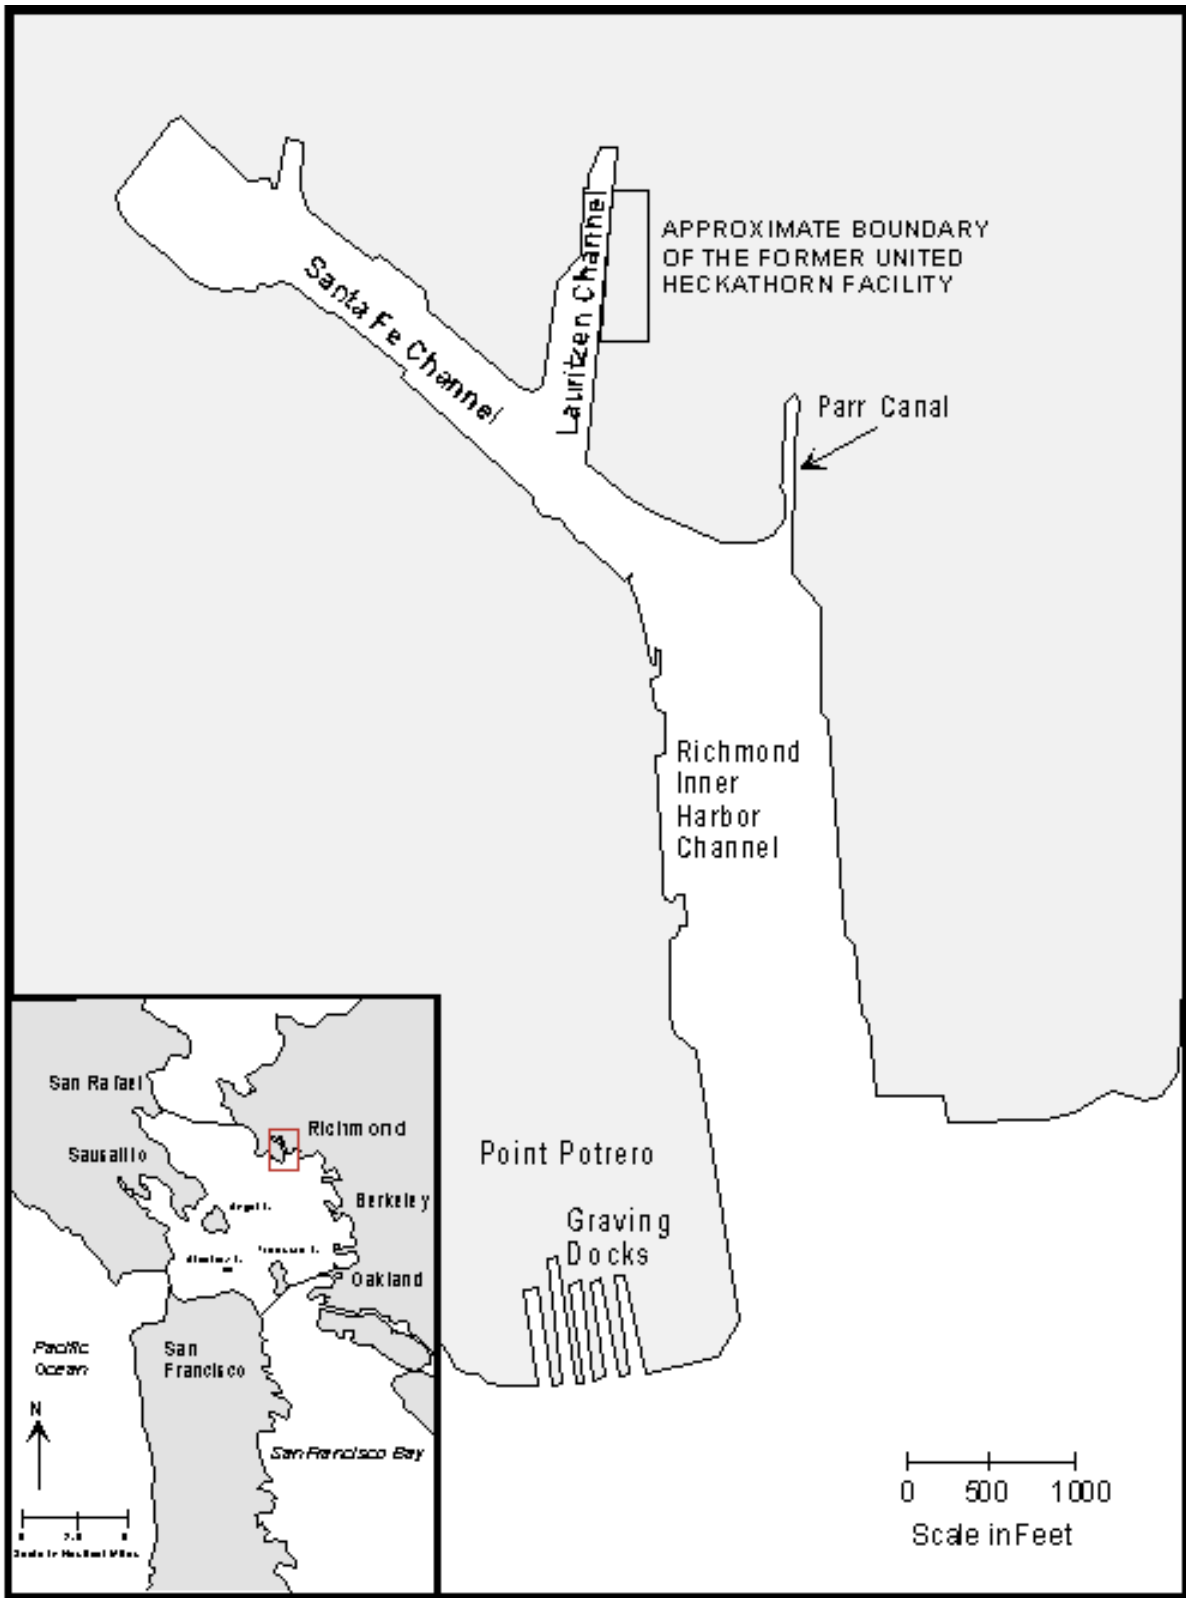 APPROXIMATE BOUNDARY
OF THE FORMER UNITED
HECKATHORN FACILITY
Santa Fe Channel
Lauritzen Channel
Parr Canal
Richmond
Inner
Harbor
Channel
Point Potrero
Graving
Docks
San Rafael
Richmond
Sausalito
Berkeley
Angel I.
Oakland
Pacific
Ocean
San
Francisco
N
San Francisco Bay
0 500 1000
Scale in Feet